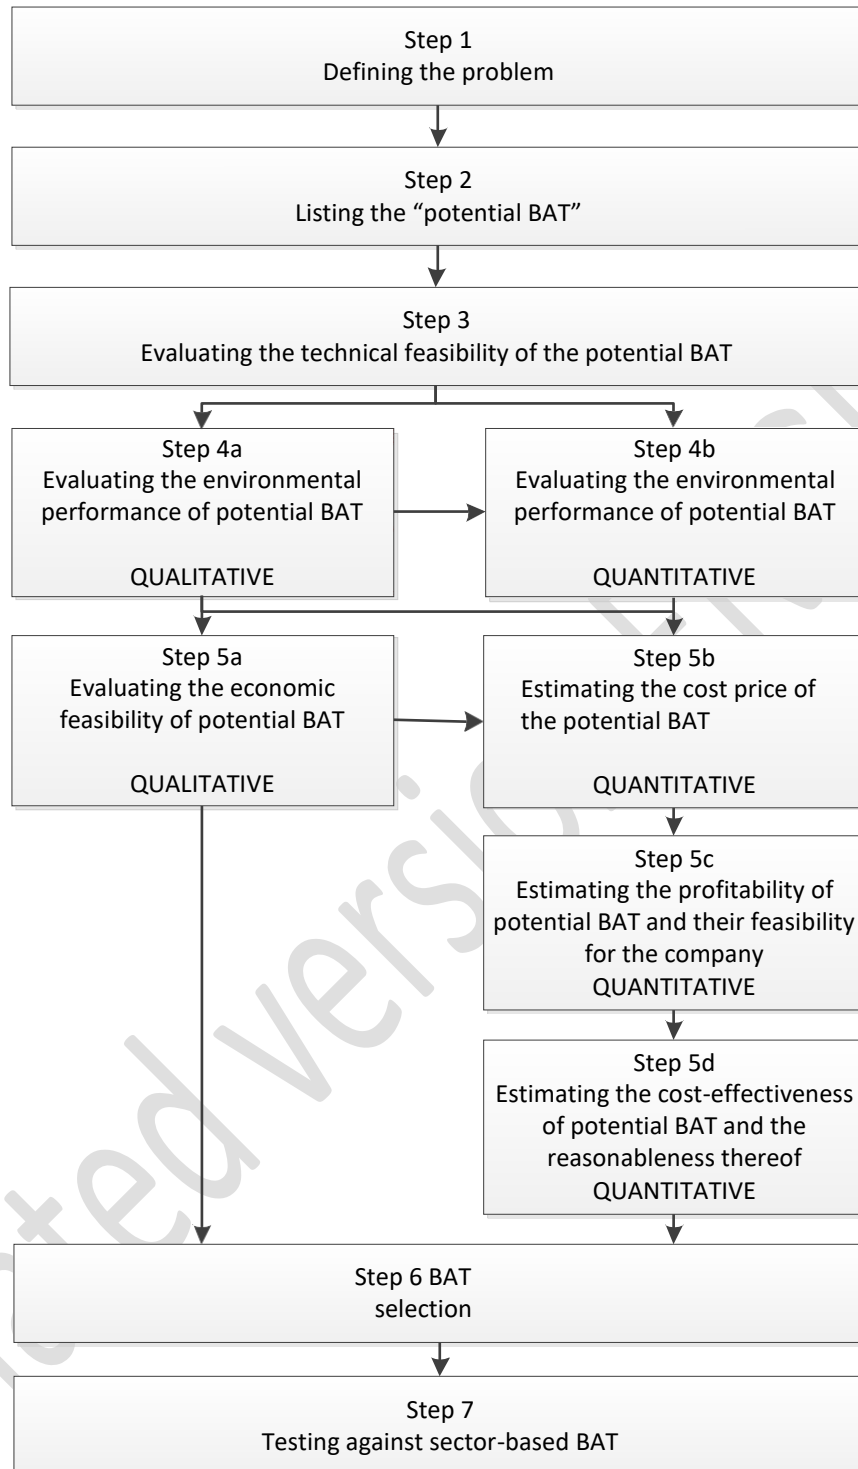 Step 1
Defining the problem
Step 2
Listing the “potential BAT”
Step 3
Evaluating the technical feasibility of the potential BAT
Step 4a
Evaluating the environmental
performance of potential BAT
QUALITATIVE
Step 4b
Evaluating the environmental
performance of potential BAT
QUANTITATIVE
Step 5a
Evaluating the economic
feasibility of potential BAT
QUALITATIVE
Step 5b
Estimating the cost price of
the potential BAT
QUANTITATIVE
Step 5c
Estimating the profitability of
potential BAT and their feasibility
for the company
QUANTITATIVE
Step 5d
Estimating the cost-effectiveness
of potential BAT and the
reasonableness thereof
QUANTITATIVE
Step 6 BAT
selection
Step 7
Testing against sector-based BAT
version